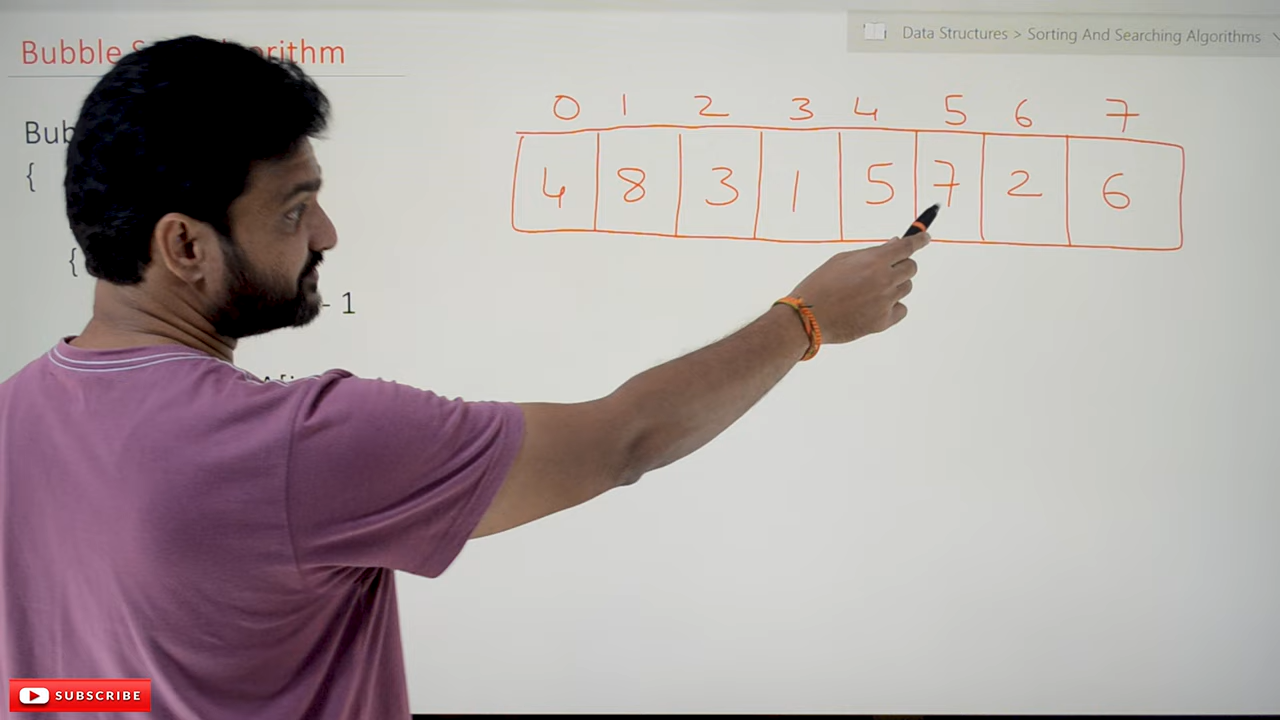 Data Structures > Sorting And Searching Algorithms
Bubble
Bub
{
{
- 1
0 1 2 3 4 5 6 7
4 8 3 1 5 7 2 6
SUBSCRIBE